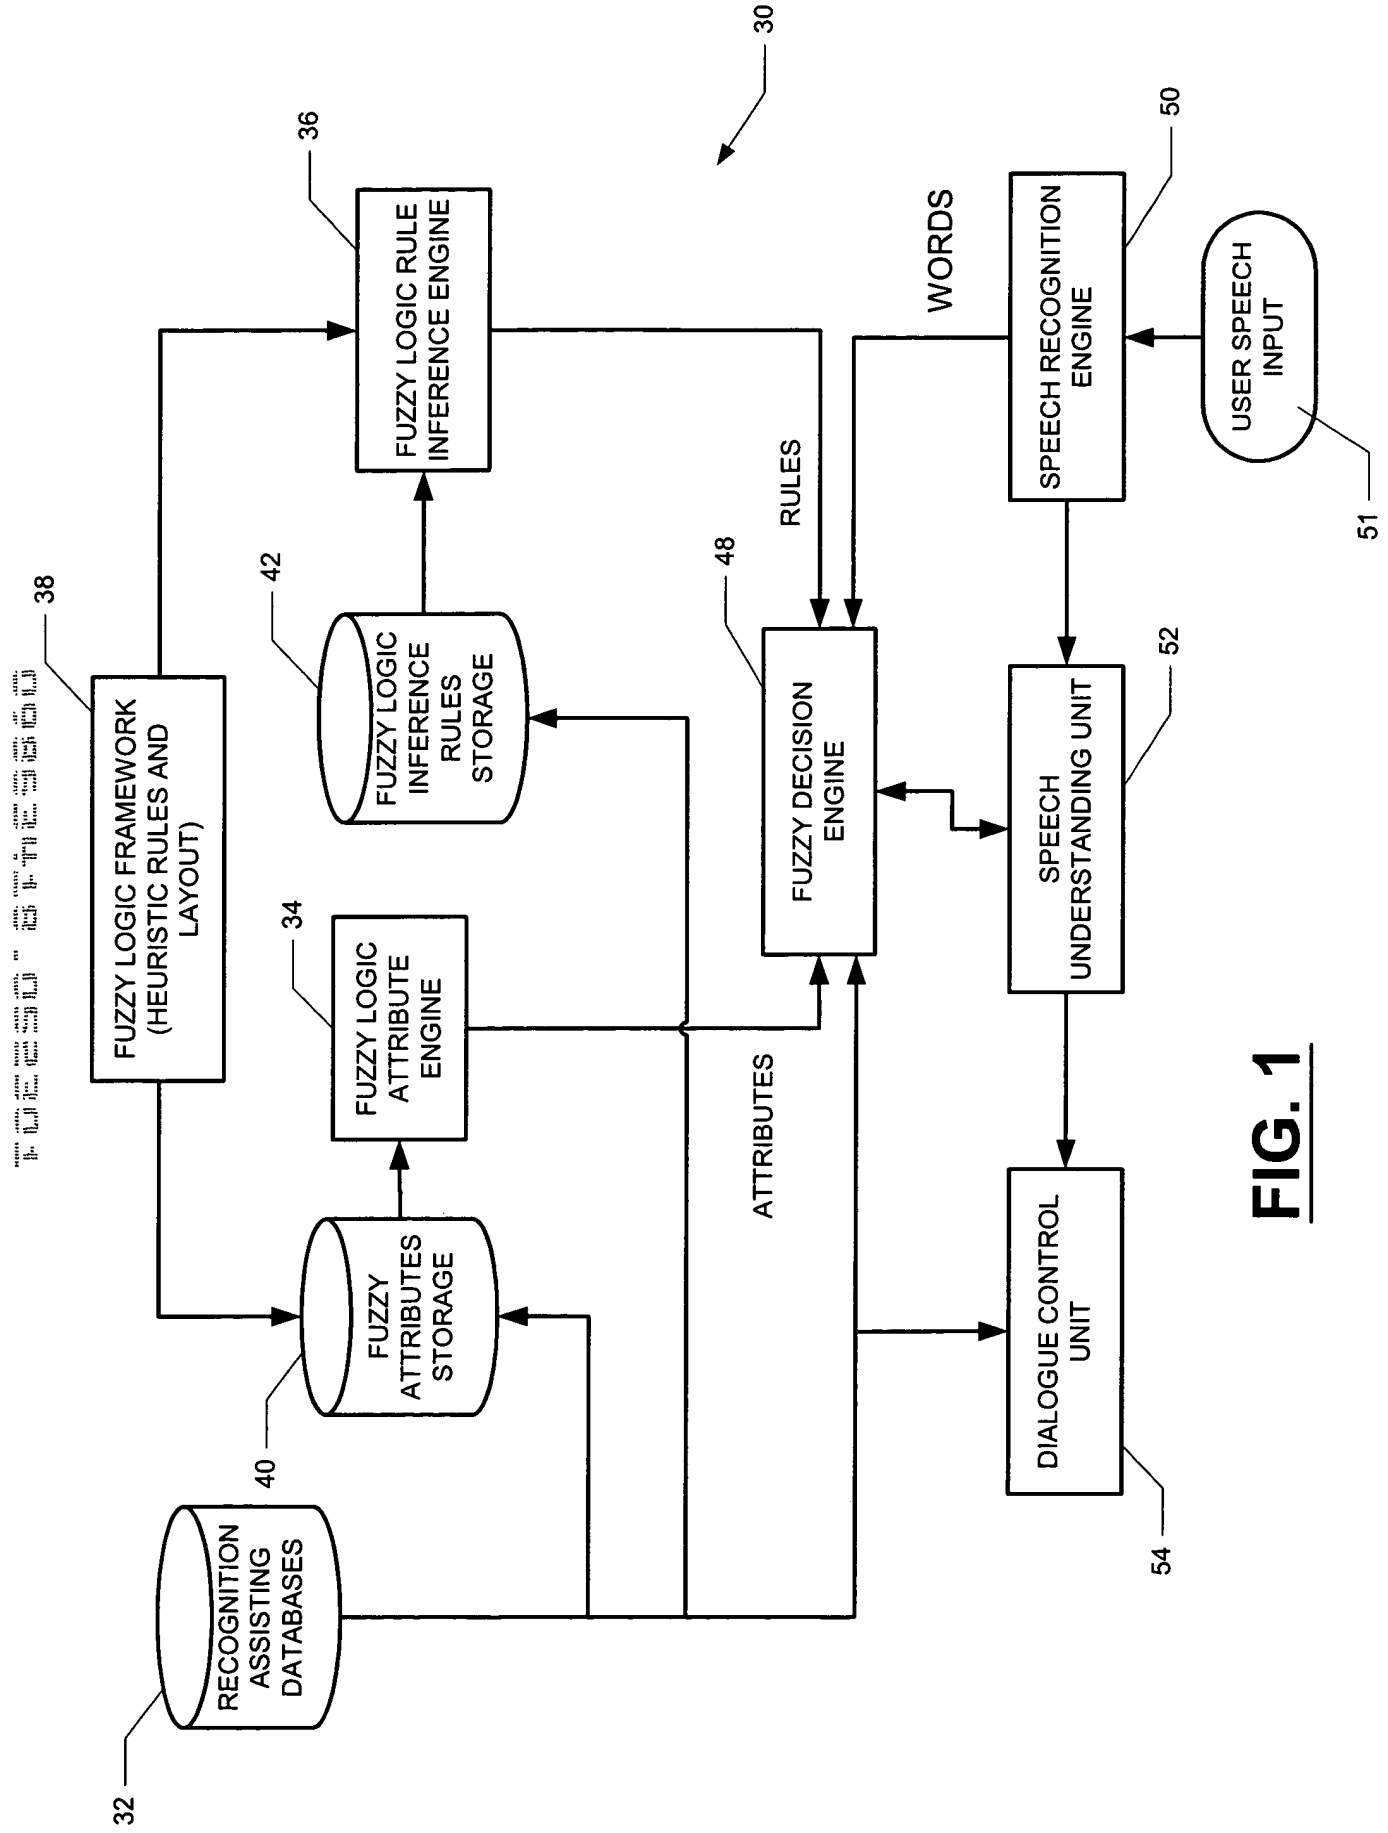 30
38
FUZZY LOGIC FRAMEWORK
(HEURISTIC RULES AND
LAYOUT)
36
FUZZY LOGIC RULE
INFERENCE ENGINE
42
FUZZY LOGIC
INFERENCE
RULES
STORAGE
34
FUZZY LOGIC
ATTRIBUTE
ENGINE
40
FUZZY
ATTRIBUTES
STORAGE
32
RECOGNITION
ASSISTING
DATABASES
ATTRIBUTES
RULES
WORDS
48
FUZZY DECISION
ENGINE
54
DIALOGUE CONTROL
UNIT
52
SPEECH
UNDERSTANDING UNIT
50
SPEECH RECOGNITION
ENGINE
51
USER SPEECH
INPUT
FIG. 1